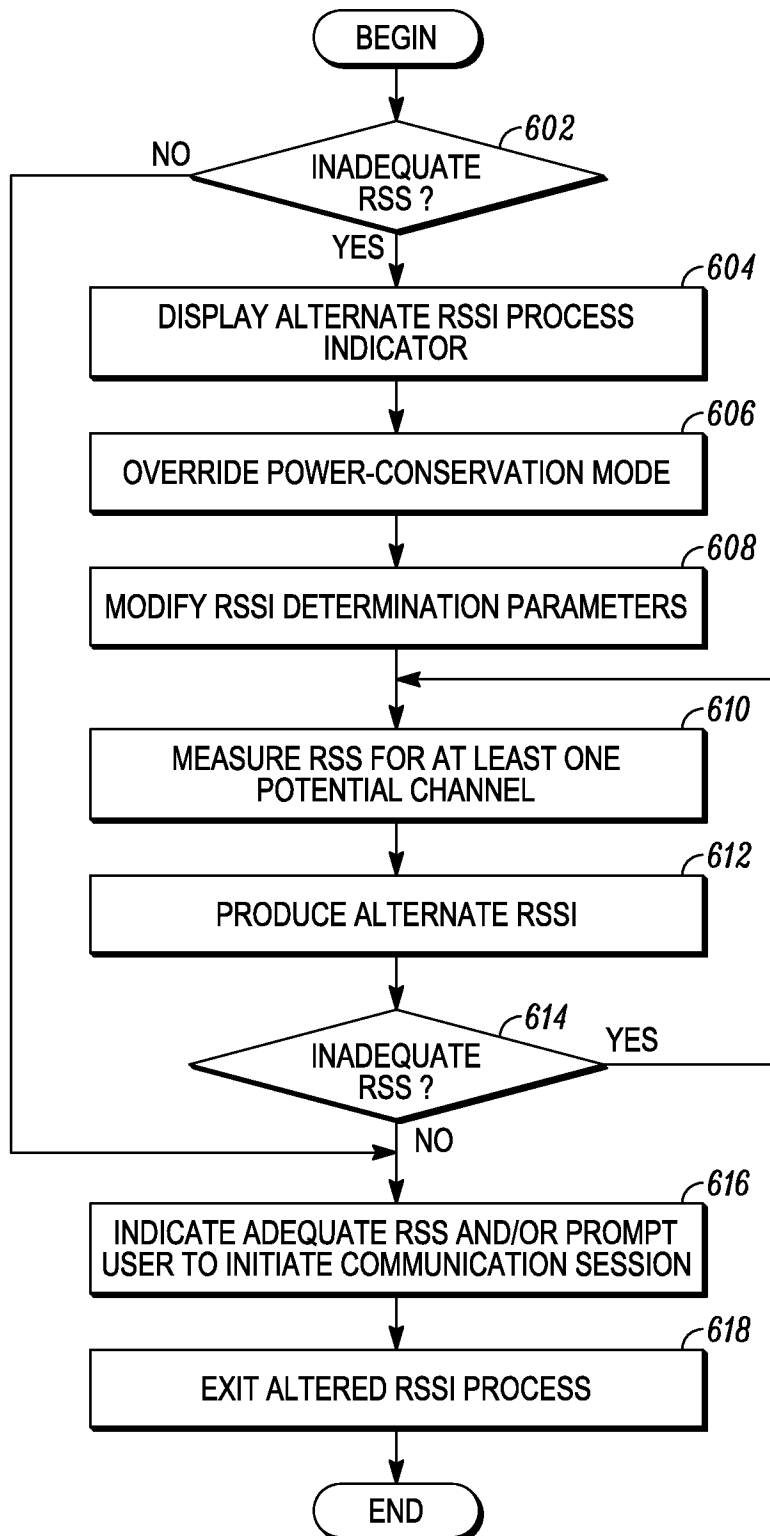 BEGIN
602
INADEQUATE
RSS ?
NO
YES
604
DISPLAY ALTERNATE RSSI PROCESS
INDICATOR
606
OVERRIDE POWER-CONSERVATION MODE
608
MODIFY RSSI DETERMINATION PARAMETERS
610
MEASURE RSS FOR AT LEAST ONE
POTENTIAL CHANNEL
612
PRODUCE ALTERNATE RSSI
614
INADEQUATE
RSS ?
YES
NO
616
INDICATE ADEQUATE RSS AND/OR PROMPT
USER TO INITIATE COMMUNICATION SESSION
618
EXIT ALTERED RSSI PROCESS
END